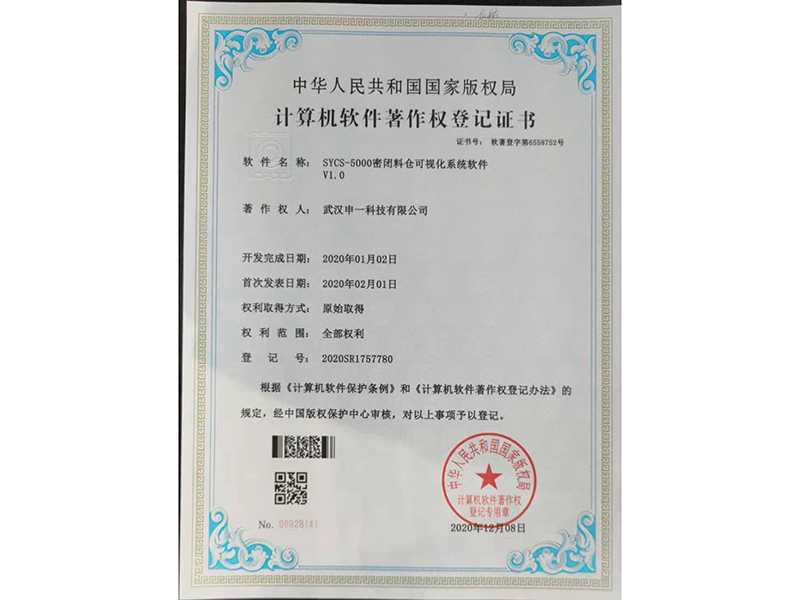 中华人民共和国国家版权局
计算机软件著作权登记证书
证书号： 软著登字第6558752号
软件名称： SYCS-5000密闭料仓可视化系统软件
V1.0
著作权人： 武汉申一科技有限公司
开发完成日期： 2020年01月02日
首次发表日期： 2020年02月01日
权利取得方式： 原始取得
权利范围： 全部权利
登记号： 2020SR1757780
根据《计算机软件保护条例》和《计算机软件著作权登记办法》的
规定，经中国版权保护中心审核，对以上事项予以登记。
中华人民共和国国家版权局
计算机软件著作权
登记专用章
No. 06928141
2020年12月08日